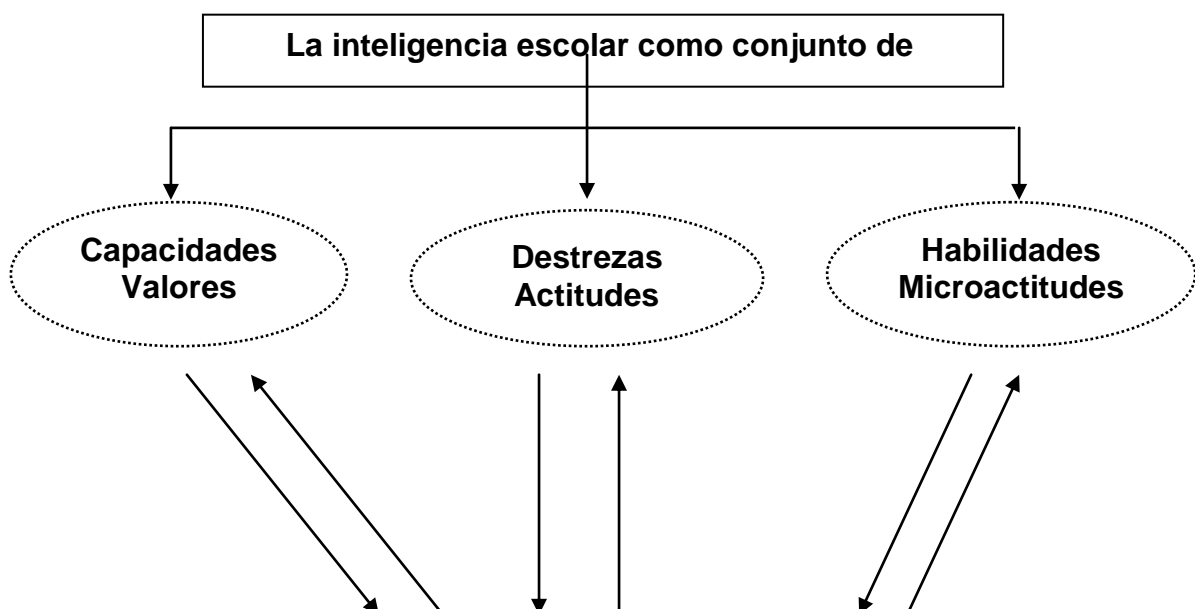 La inteligencia escolar como conjunto de
Capacidades
Valores
Destrezas
Actitudes
Habilidades
Microactitudes